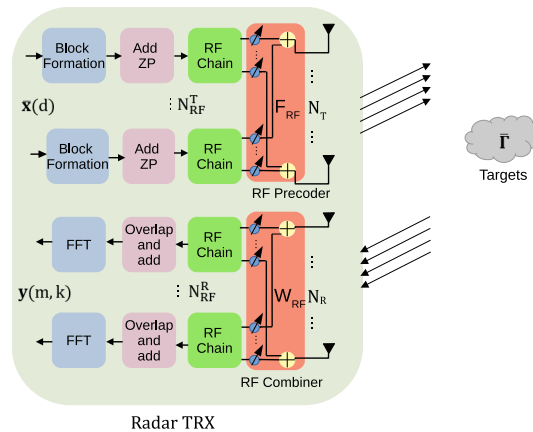 Block Formation
Add ZP
RF Chain
x̄(d)
⋮ N_RF^T
F_RF
N_T
Block Formation
Add ZP
RF Chain
RF Precoder
Γ̄
Targets
FFT
Overlap and add
RF Chain
y(m, k)
⋮ N_RF^R
W_RF
N_R
FFT
Overlap and add
RF Chain
RF Combiner
Radar TRX